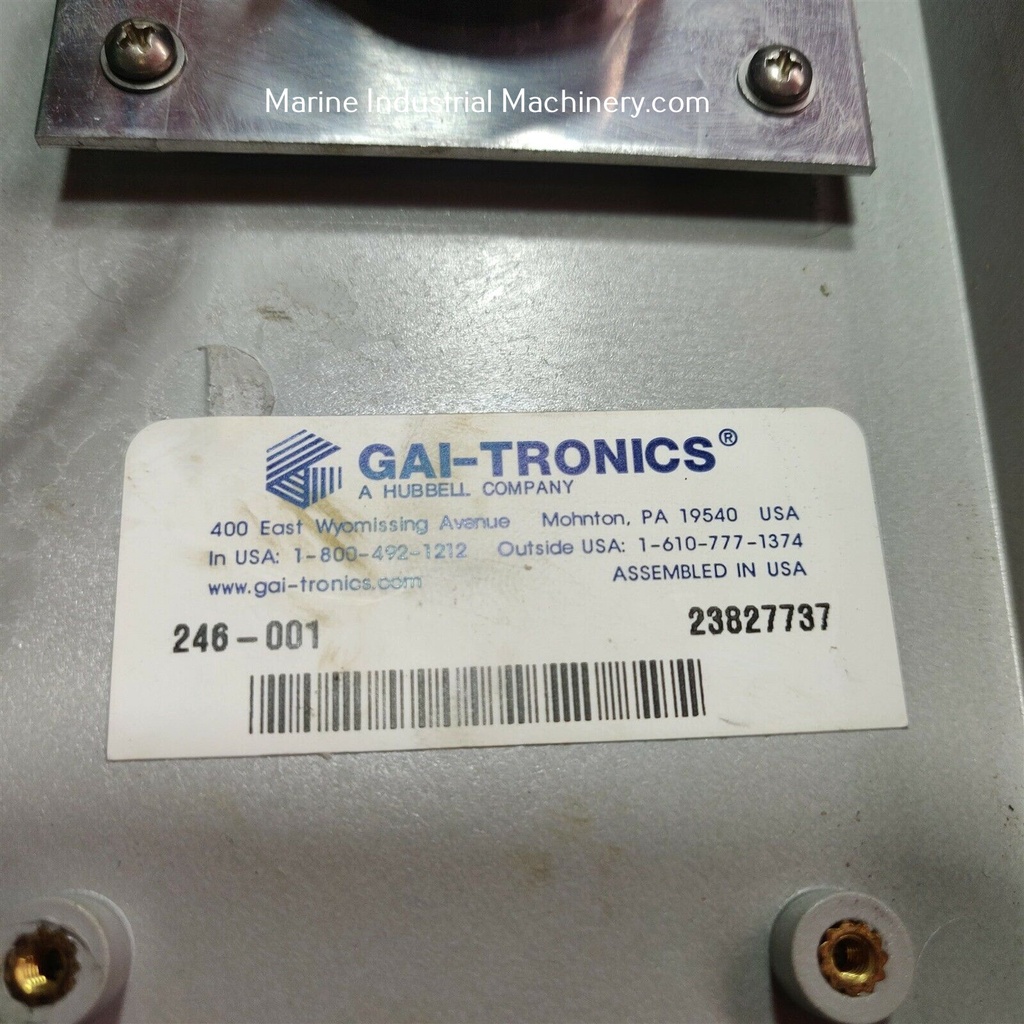 Marine Industrial Machinery.com
GAI-TRONICS®
A HUBBELL COMPANY
400 East Wyomissing Avenue Mohnton, PA 19540 USA
In USA: 1-800-492-1212 Outside USA: 1-610-777-1374
www.gai-tronics.com ASSEMBLED IN USA
246-001 23827737